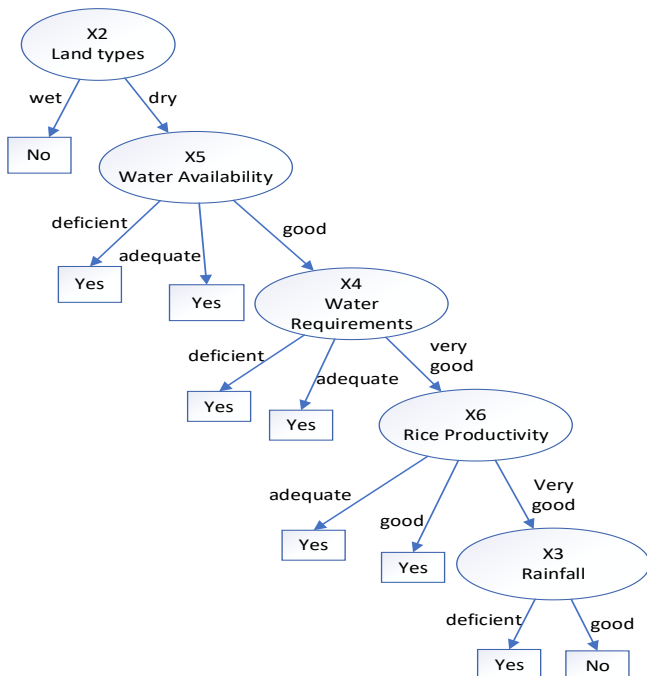 X2
Land types
wet
dry
No
X5
Water Availability
deficient
adequate
good
Yes
Yes
X4
Water
Requirements
deficient
adequate
very
good
Yes
Yes
X6
Rice Productivity
adequate
good
Very
good
Yes
Yes
X3
Rainfall
deficient
good
Yes
No